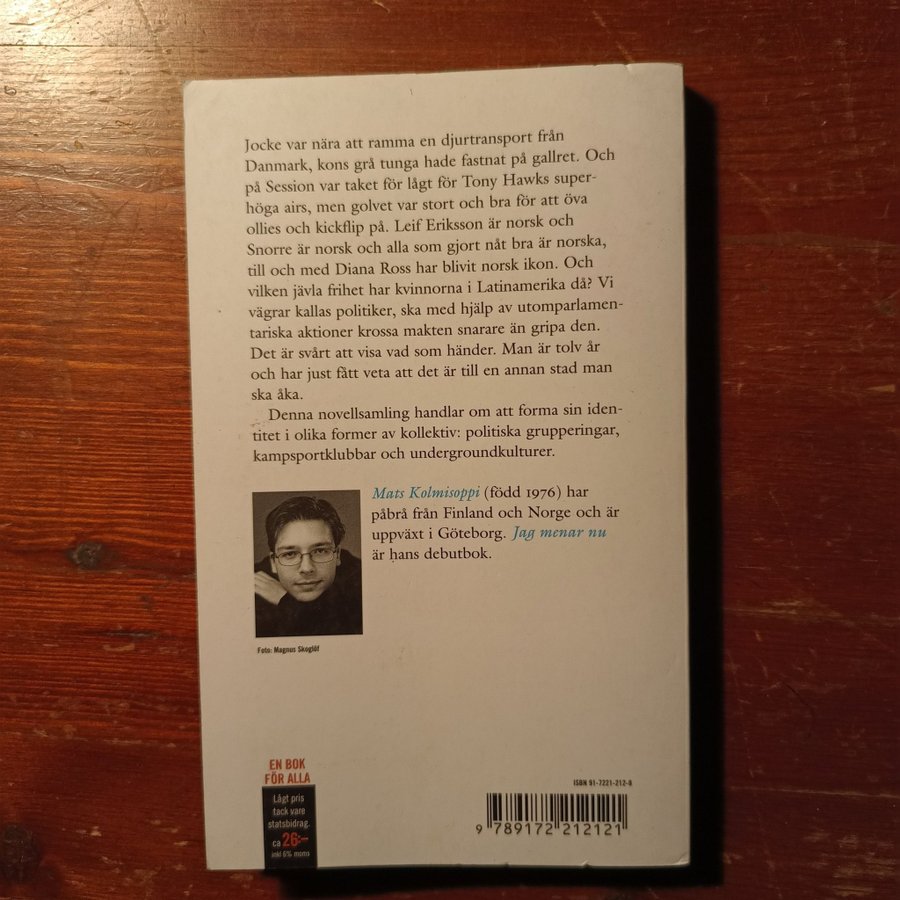 Jocke var nära att ramma en djurtransport från
Danmark, kons grå tunga hade fastnat på gallret. Och
på Session var taket för lågt för Tony Hawks super-
höga airs, men golvet var stort och bra för att öva
ollies och kickflip på. Leif Eriksson är norsk och
Snorre är norsk och alla som gjort nåt bra är norska,
till och med Diana Ross har blivit norsk ikon. Och
vilken jävla frihet har kvinnorna i Latinamerika då? Vi
vägrar kallas politiker, ska med hjälp av utomparlamen-
tariska aktioner krossa makten snarare än gripa den.
Det är svårt att visa vad som händer. Man är tolv år
och har just fått veta att det är till en annan stad man
ska åka.
Denna novellsamling handlar om att forma sin iden-
titet i olika former av kollektiv: politiska grupperingar,
kampsportklubbar och undergroundkulturer.
Mats Kolmisoppi (född 1976) har
påbrå från Finland och Norge och är
uppväxt i Göteborg. Jag menar nu
är hans debutbok.
Foto: Magnus Skoglöf
EN BOK
FÖR ALLA
Lågt pris
tack vare
statsbidrag.
ca 26:–
inkl 6% moms
ISBN 91-7221-212-8
9 789172 212121